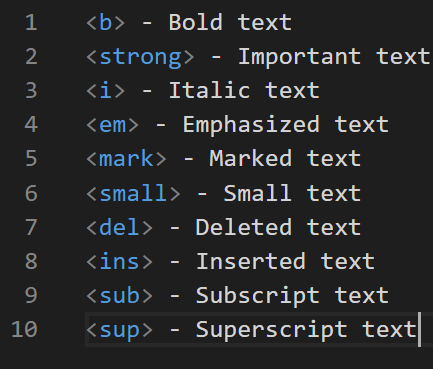 1 <b> - Bold text
2 <strong> - Important text
3 <i> - Italic text
4 <em> - Emphasized text
5 <mark> - Marked text
6 <small> - Small text
7 <del> - Deleted text
8 <ins> - Inserted text
9 <sub> - Subscript text
10 <sup> - Superscript text